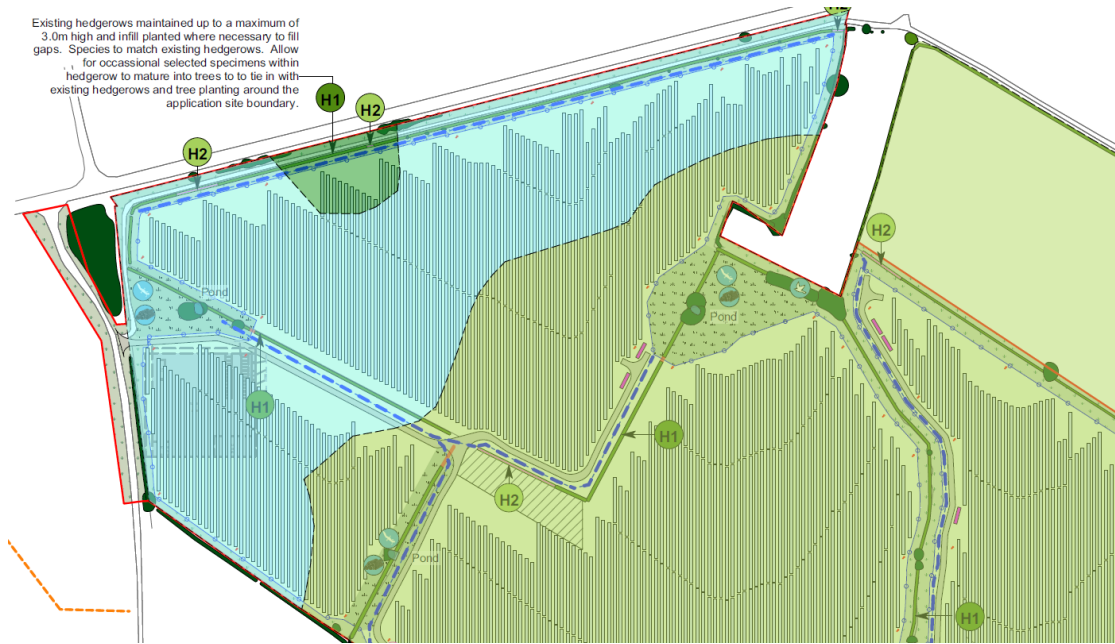 Existing hedgerows maintained up to a maximum of
3.0m high and infill planted where necessary to fill
gaps. Species to match existing hedgerows. Allow
for occassional selected specimens within
hedgerow to mature into trees to to tie in with
existing hedgerows and tree planting around the
application site boundary.
H2
H1
H2
H2
H2
Pond
Pond
H1
H1
H2
Pond
H1